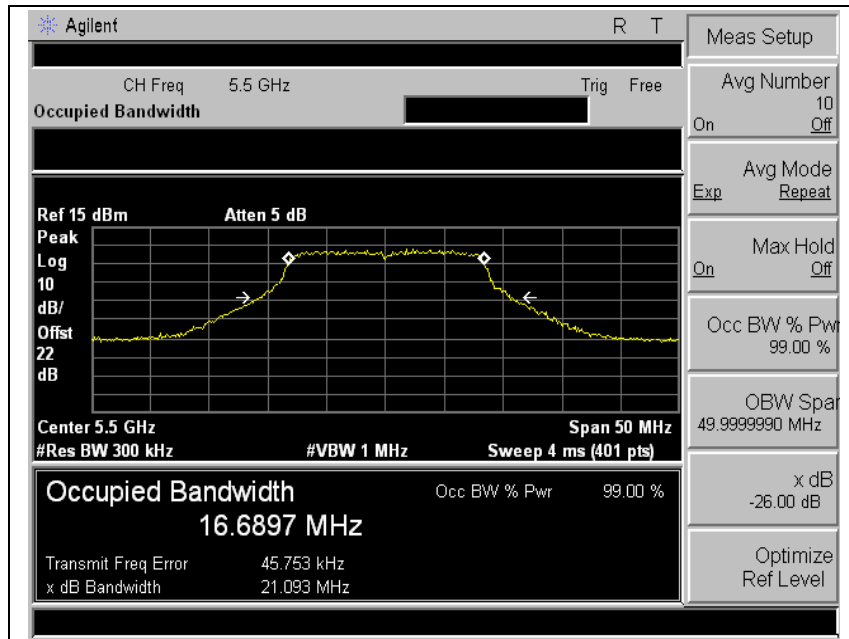 Agilent
R T
CH Freq 5.5 GHz Trig Free
Occupied Bandwidth
Ref 15 dBm Atten 5 dB
Peak
Log
10
dB/
Offst
22
dB
Center 5.5 GHz Span 50 MHz
#Res BW 300 kHz #VBW 1 MHz Sweep 4 ms (401 pts)
Occupied Bandwidth Occ BW % Pwr 99.00 %
16.6897 MHz
Transmit Freq Error 45.753 kHz
x dB Bandwidth 21.093 MHz
Meas Setup
Avg Number
10
On Off
Avg Mode
Exp Repeat
Max Hold
On Off
Occ BW % Pwr
99.00 %
OBW Span
49.9999990 MHz
x dB
-26.00 dB
Optimize
Ref Level